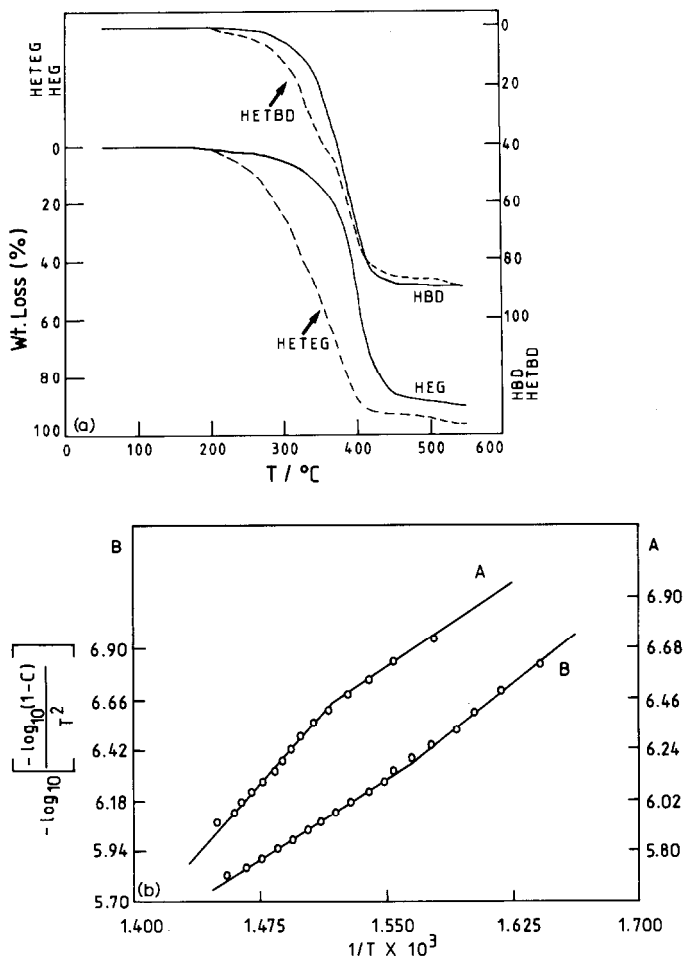 HETEG
HEG
0
20
40
60
80
100
Wt. Loss (%)
0
20
40
60
80
100
HBD
HETBD
HETBD
HBD
HETEG
HEG
(a)
0
100
200
300
400
500
600
T / °C
B
A
6.90
6.66
6.42
6.18
5.94
5.70
-log10[-log10(1-C)/T2]
6.90
6.68
6.46
6.24
6.02
5.80
A
B
(b)
1.400
1.475
1.550
1.625
1.700
1/T X 10³